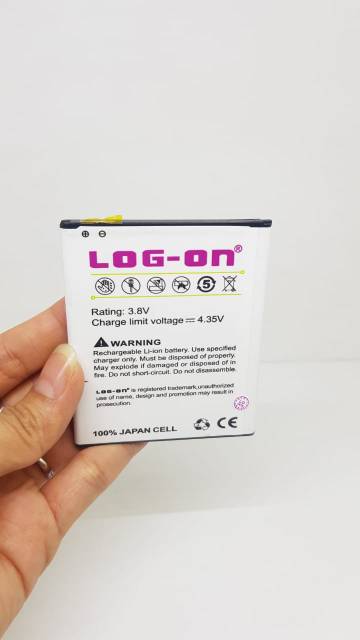 LOG-ON®
5
Rating: 3.8V
Charge limit voltage ⎓ 4.35V
WARNING
Rechargeable LI-ion battery. Use specified
charger only. Must be disposed of properly.
May explode if damaged or disposed of in
fire. Do not short-circuit. Do not disassemble.
LOG-ON® is registered trademark,unauthorized
use of name, design and promotion may result in
prosecution.
100% JAPAN CELL
CE